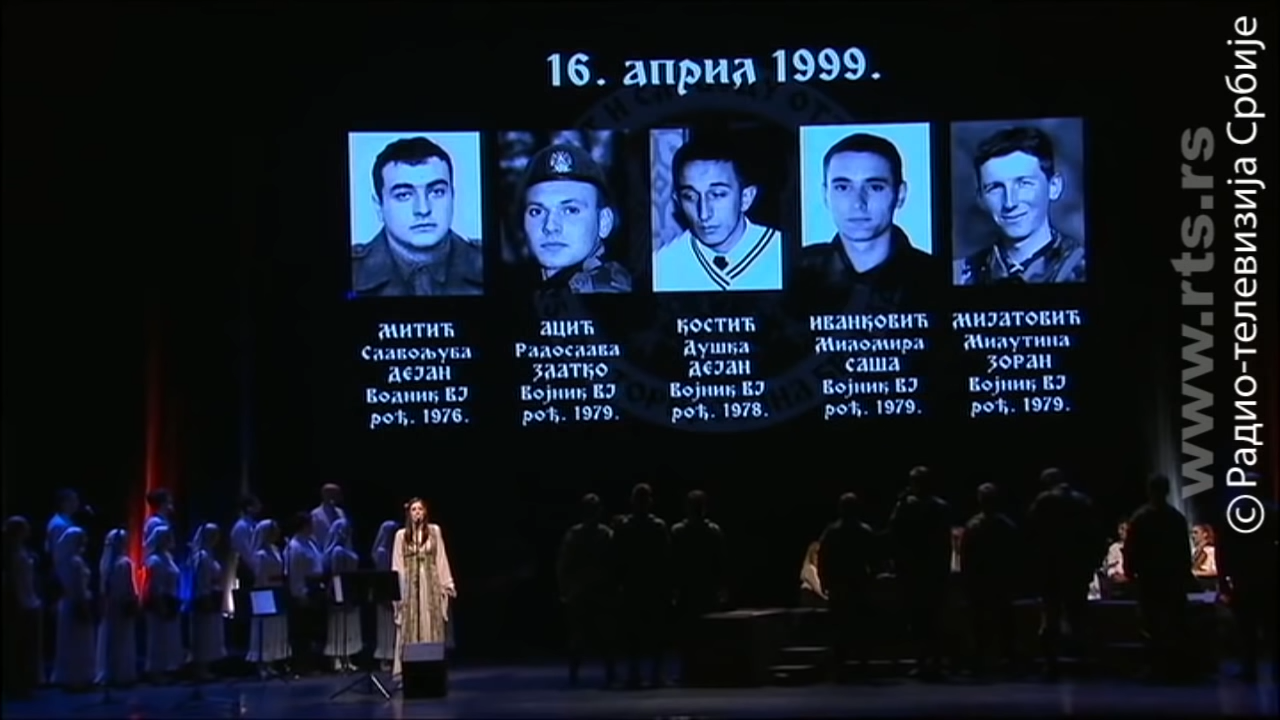 16. април 1999.
МИТИЋ
Славољуба
ДЕЈАН
Водник ВЈ
рођ. 1976.
АЦИЋ
Радослава
ЗЛАТКО
Војник ВЈ
рођ. 1979.
КОСТИЋ
Душка
ДЕЈАН
Војник ВЈ
рођ. 1978.
ИВАНКОВИЋ
Миломира
САША
Војник ВЈ
рођ. 1979.
МИЈАТОВИЋ
Милутина
ЗОРАН
Војник ВЈ
рођ. 1979.
www.rts.rs
© Радио-телевизија Србије